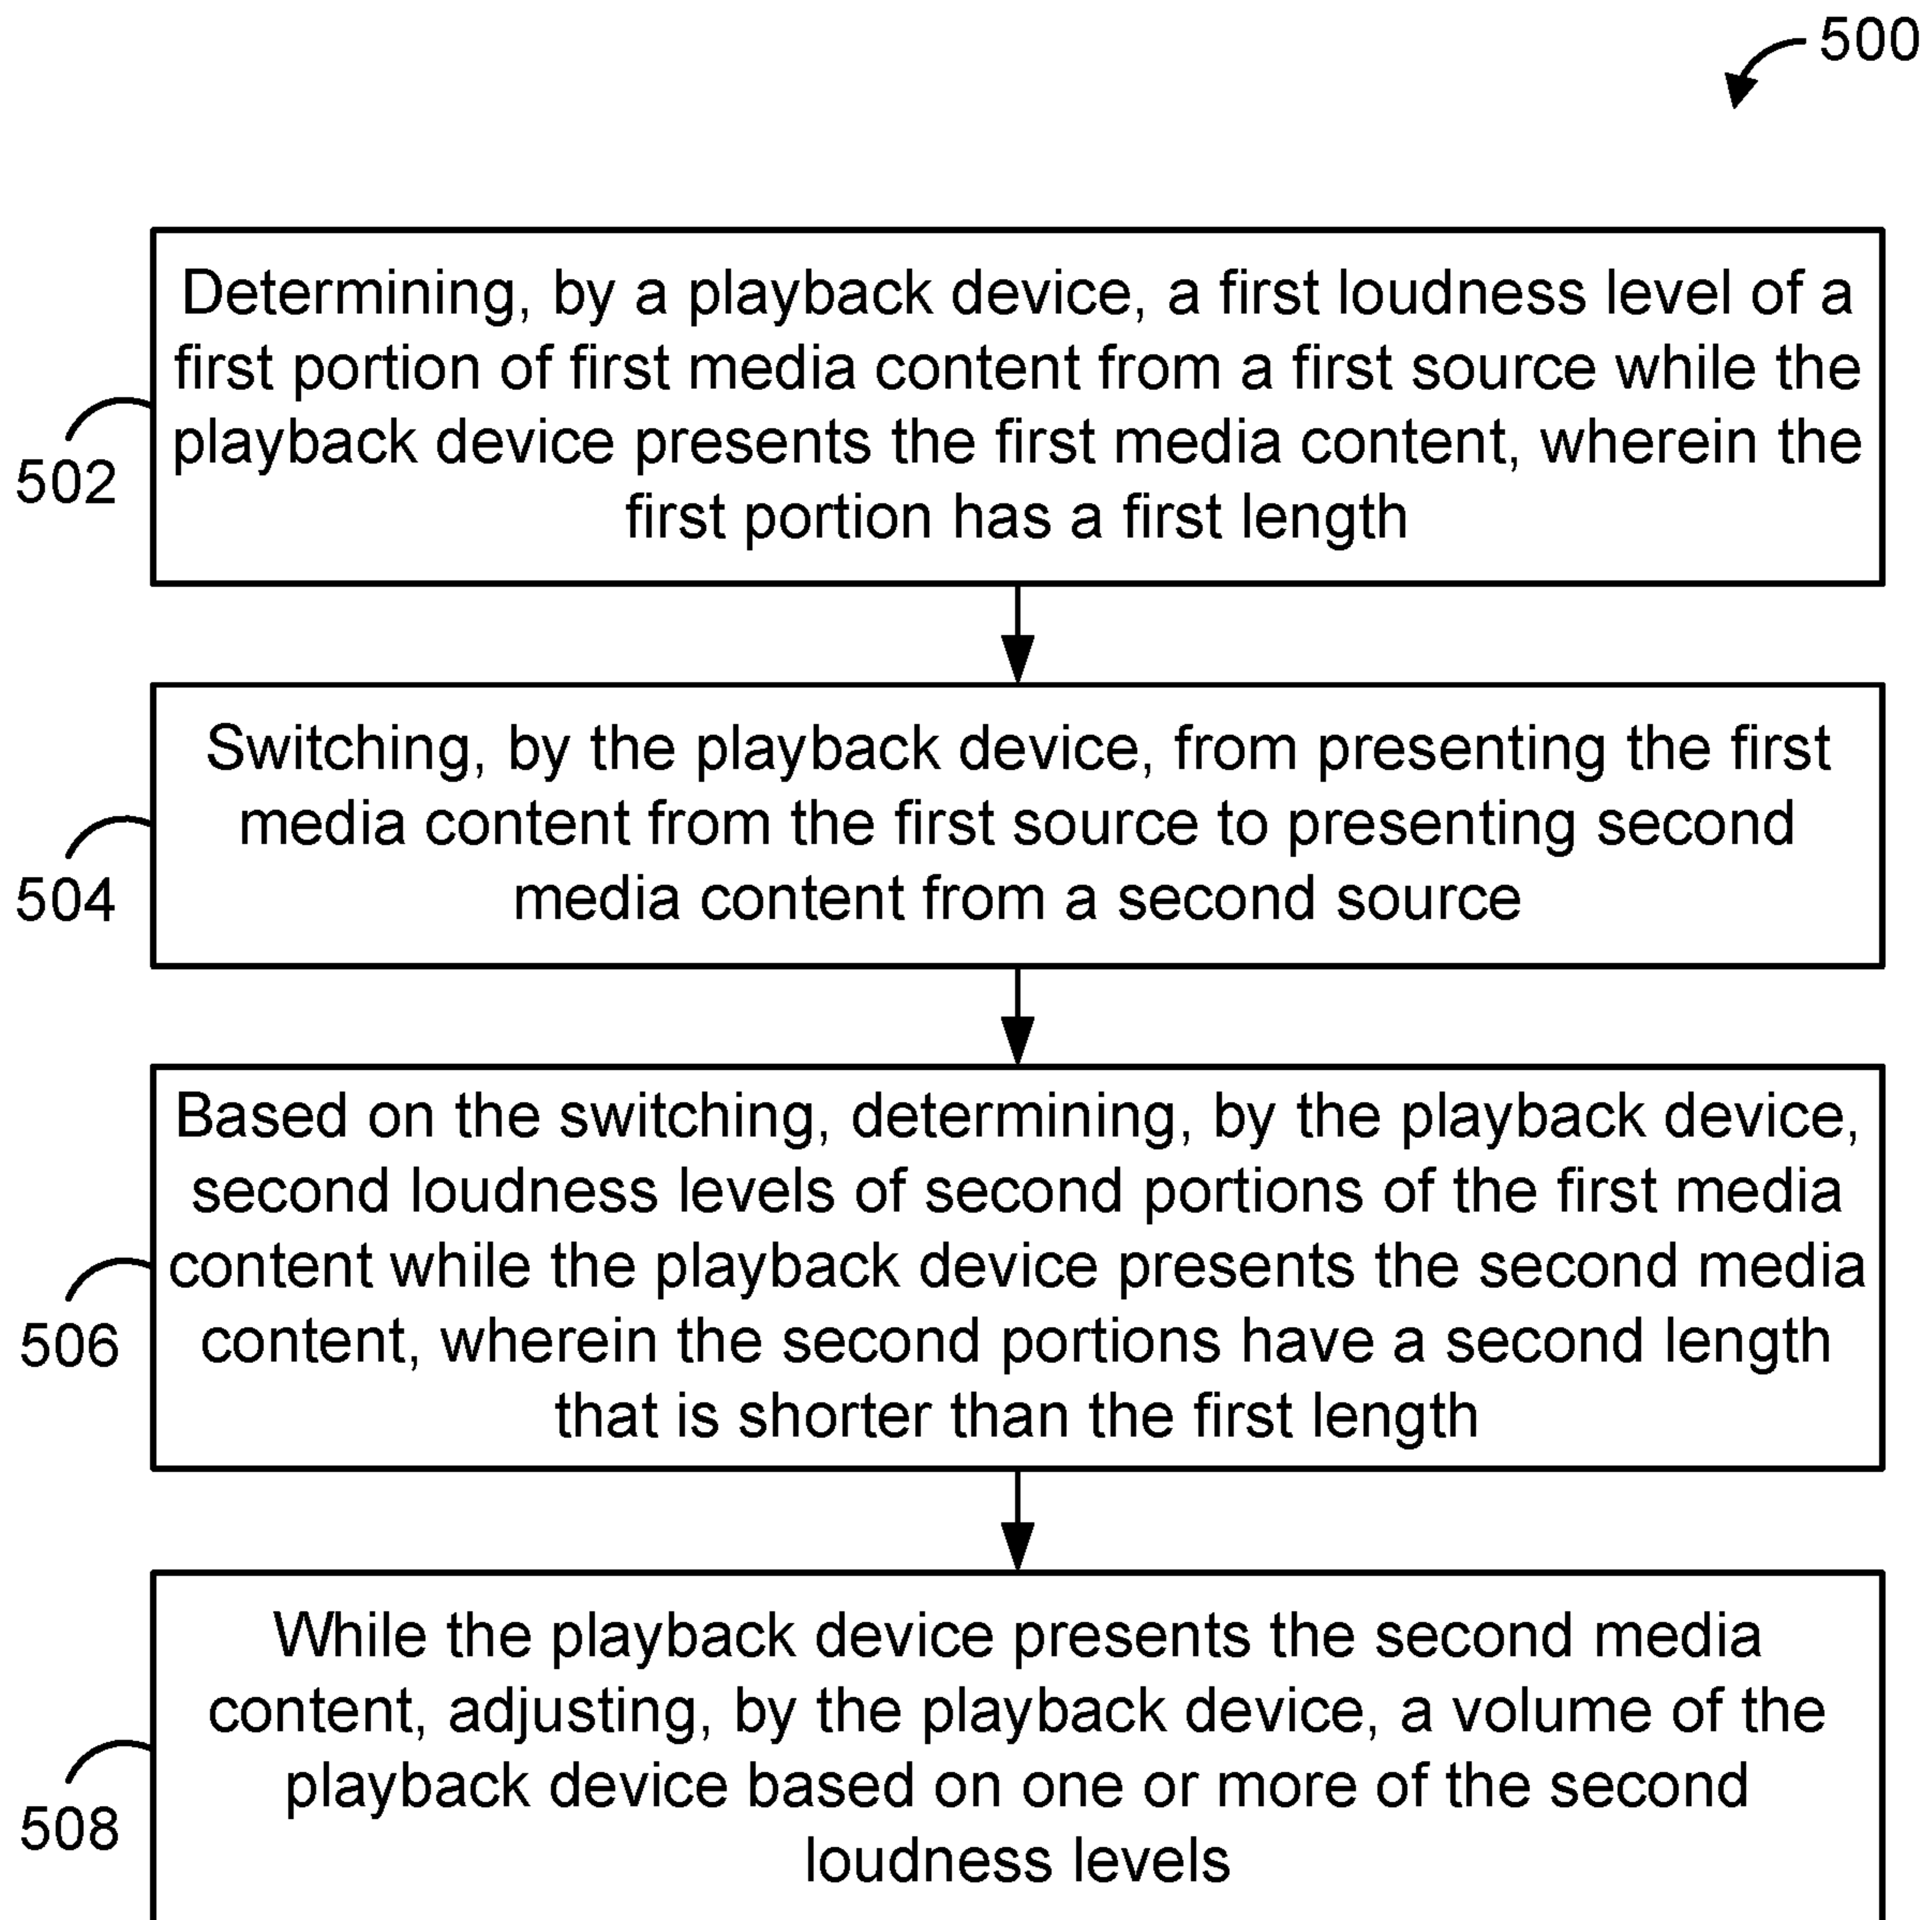 500
Determining, by a playback device, a first loudness level of a
first portion of first media content from a first source while the
playback device presents the first media content, wherein the
first portion has a first length
502
Switching, by the playback device, from presenting the first
media content from the first source to presenting second
media content from a second source
504
Based on the switching, determining, by the playback device,
second loudness levels of second portions of the first media
content while the playback device presents the second media
content, wherein the second portions have a second length
that is shorter than the first length
506
While the playback device presents the second media
content, adjusting, by the playback device, a volume of the
playback device based on one or more of the second
loudness levels
508